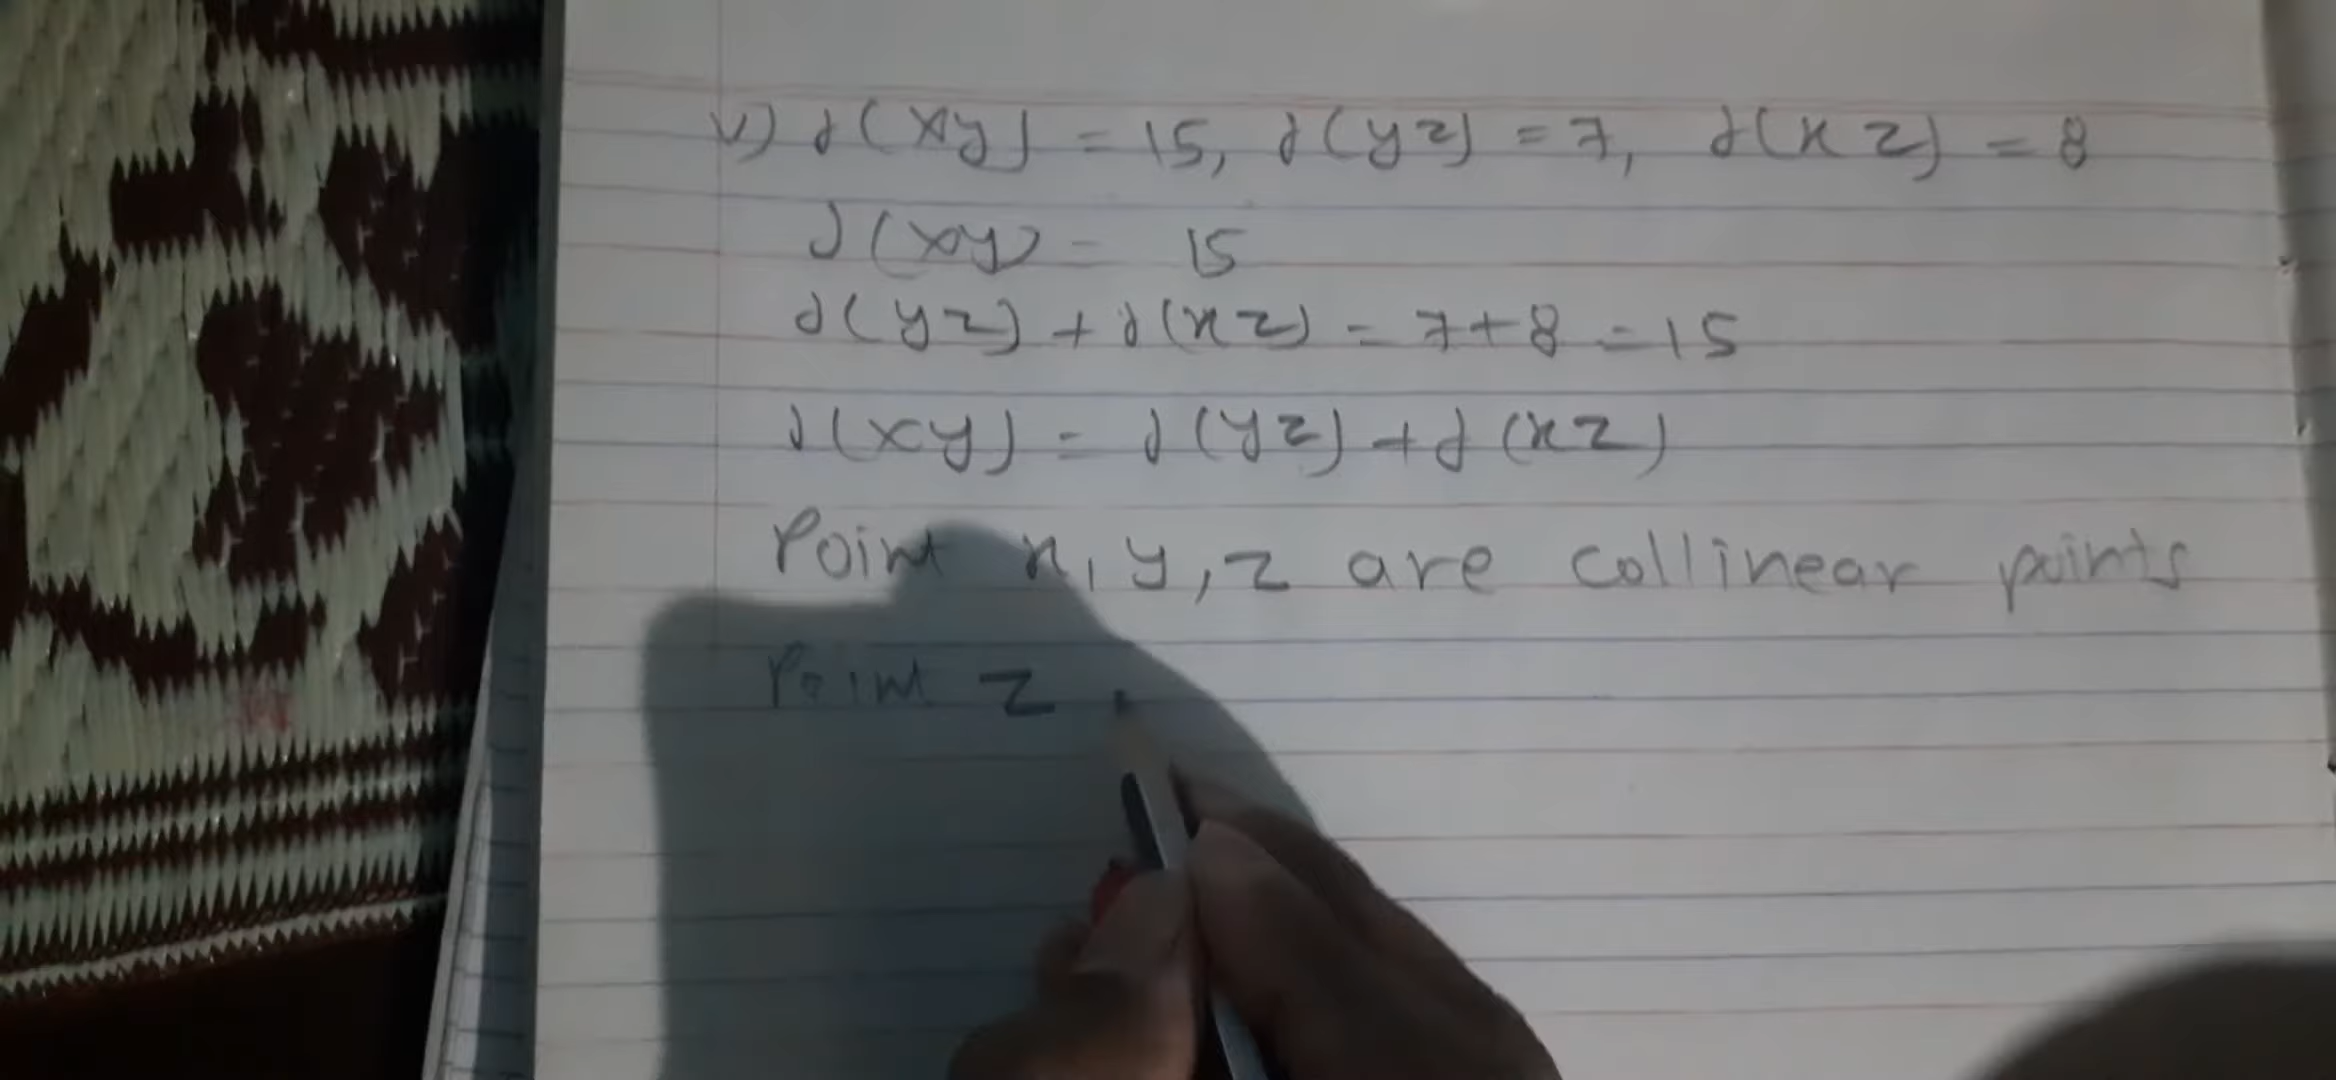 v) d(xy) = 15, d(yz) = 7, d(xz) = 8
d(xy) = 15
d(yz) + d(xz) = 7+8 = 15
d(xy) = d(yz) + d(xz)
Point x, y, z are collinear points
Point z